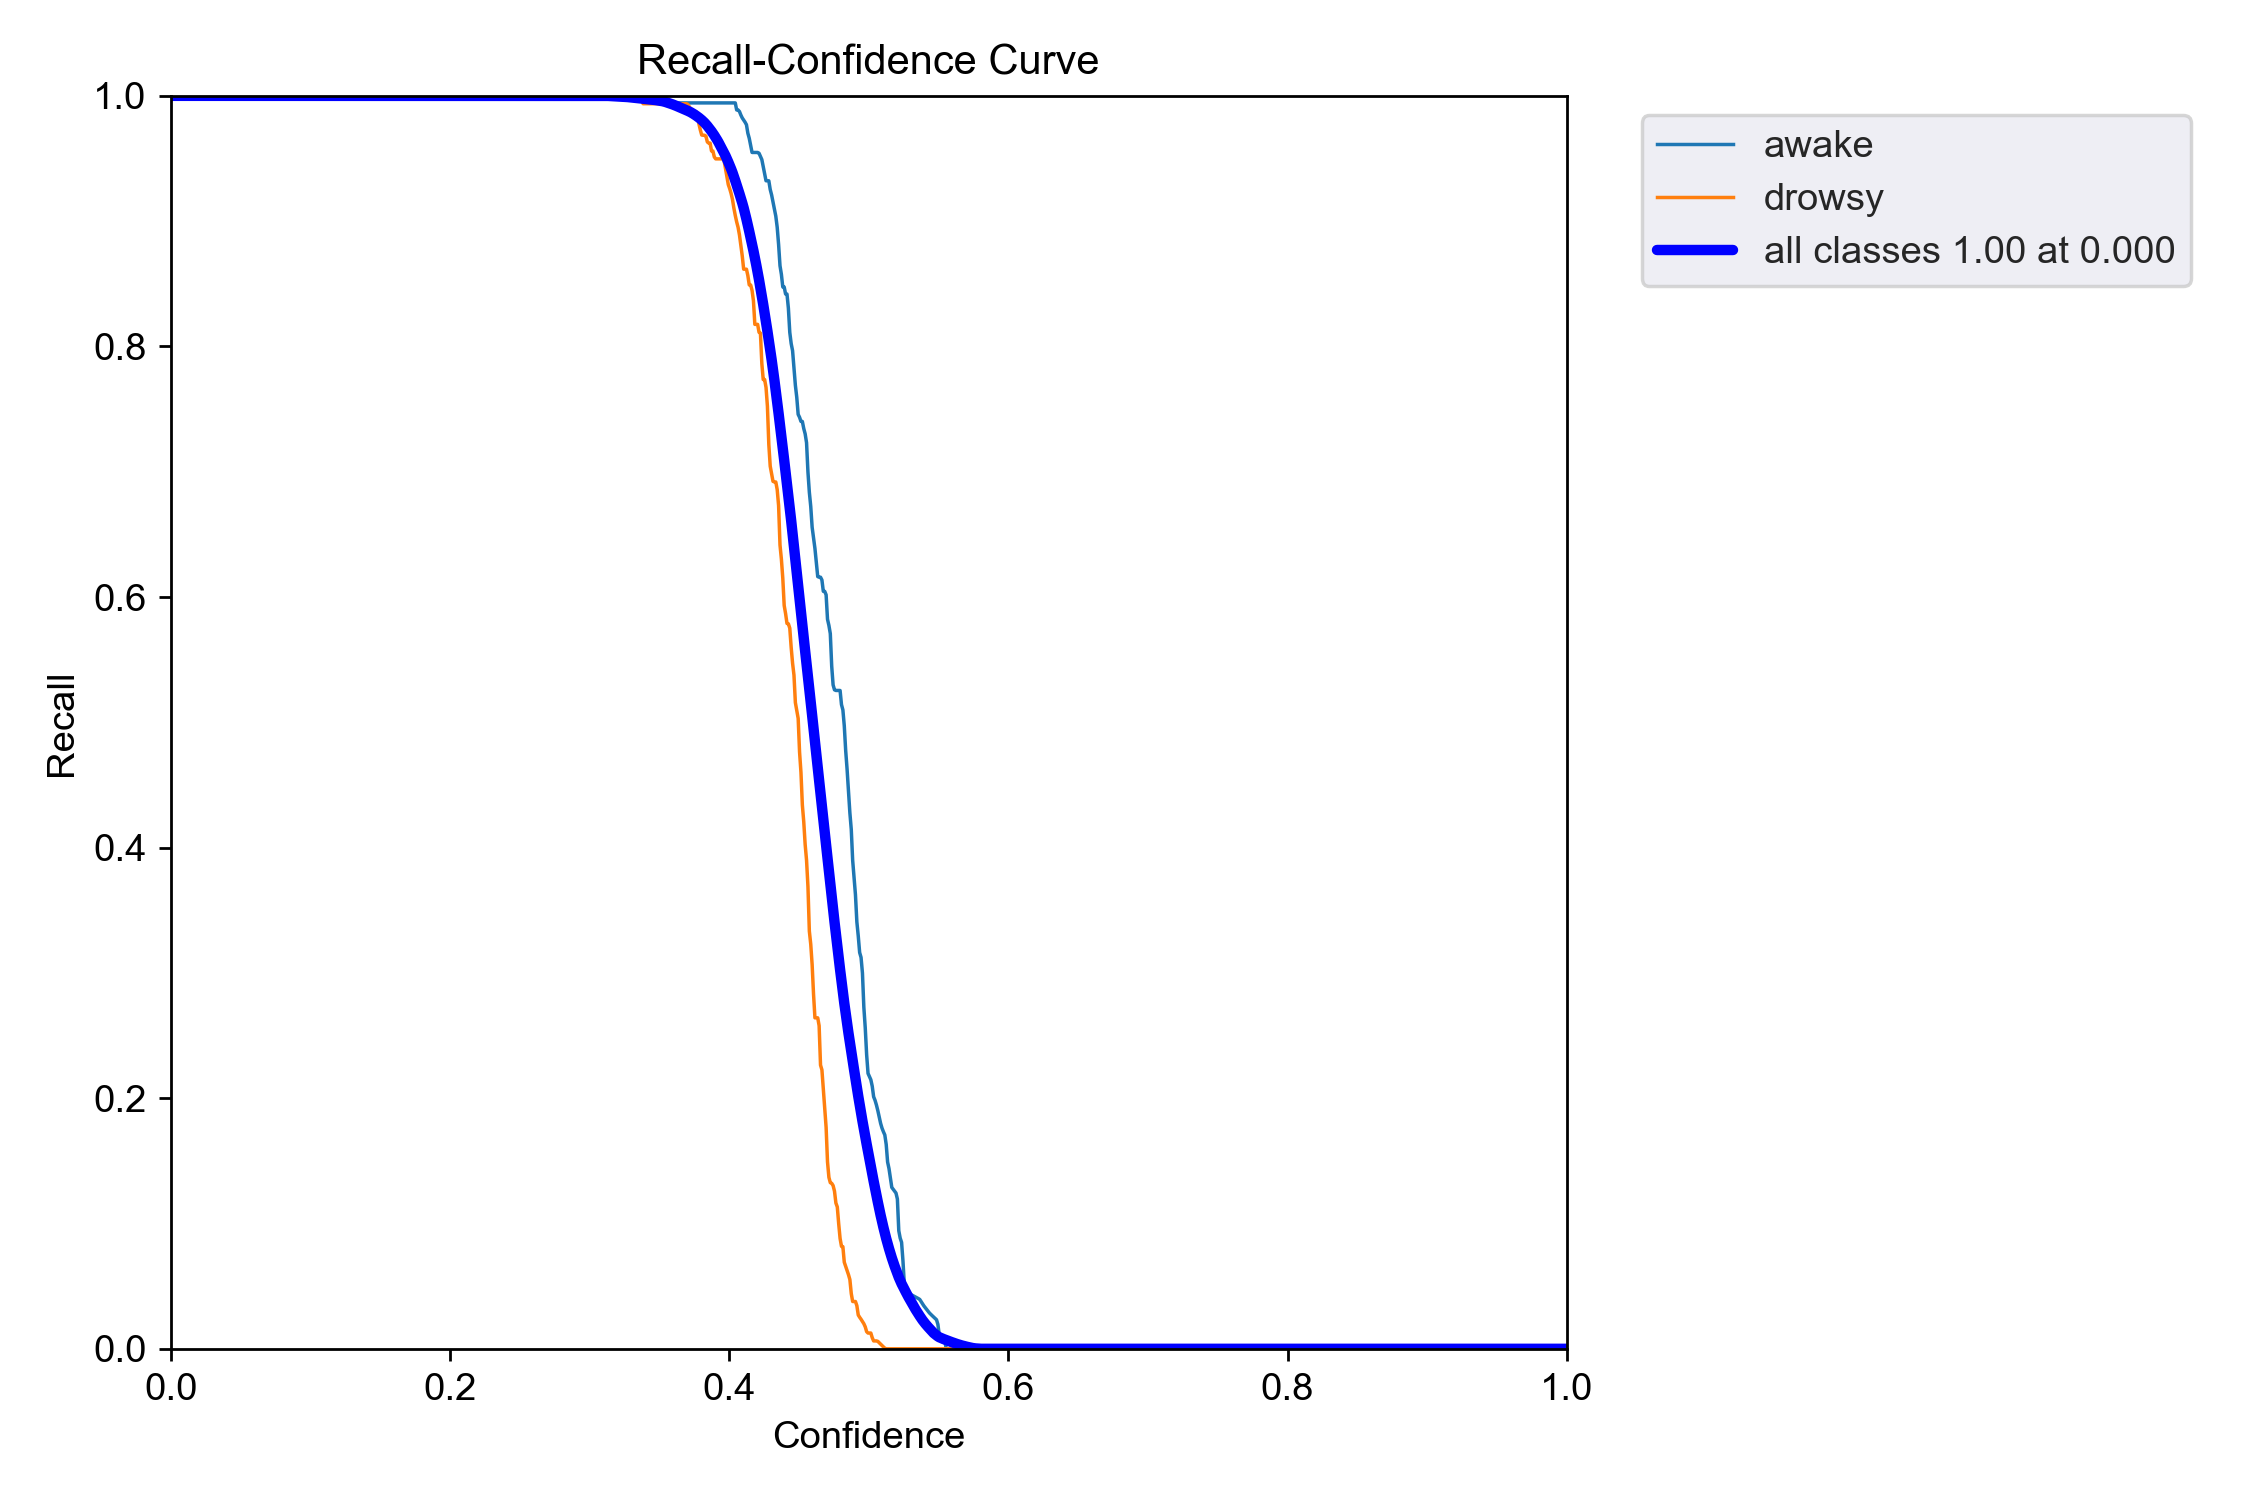 Recall-Confidence Curve
1.0
0.8
0.6
0.4
0.2
0.0
Recall
0.0 0.2 0.4 0.6 0.8 1.0
Confidence
awake
drowsy
all classes 1.00 at 0.000